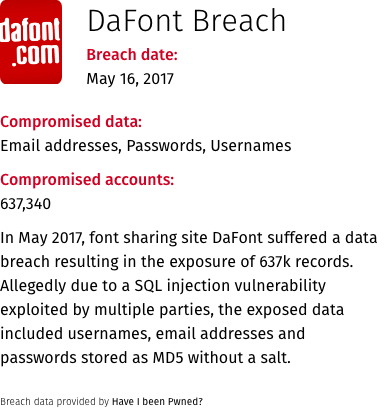 dafont
.com
DaFont Breach
Breach date:
May 16, 2017
Compromised data:
Email addresses, Passwords, Usernames
Compromised accounts:
637,340
In May 2017, font sharing site DaFont suffered a data
breach resulting in the exposure of 637k records.
Allegedly due to a SQL injection vulnerability
exploited by multiple parties, the exposed data
included usernames, email addresses and
passwords stored as MD5 without a salt.
Breach data provided by Have I been Pwned?